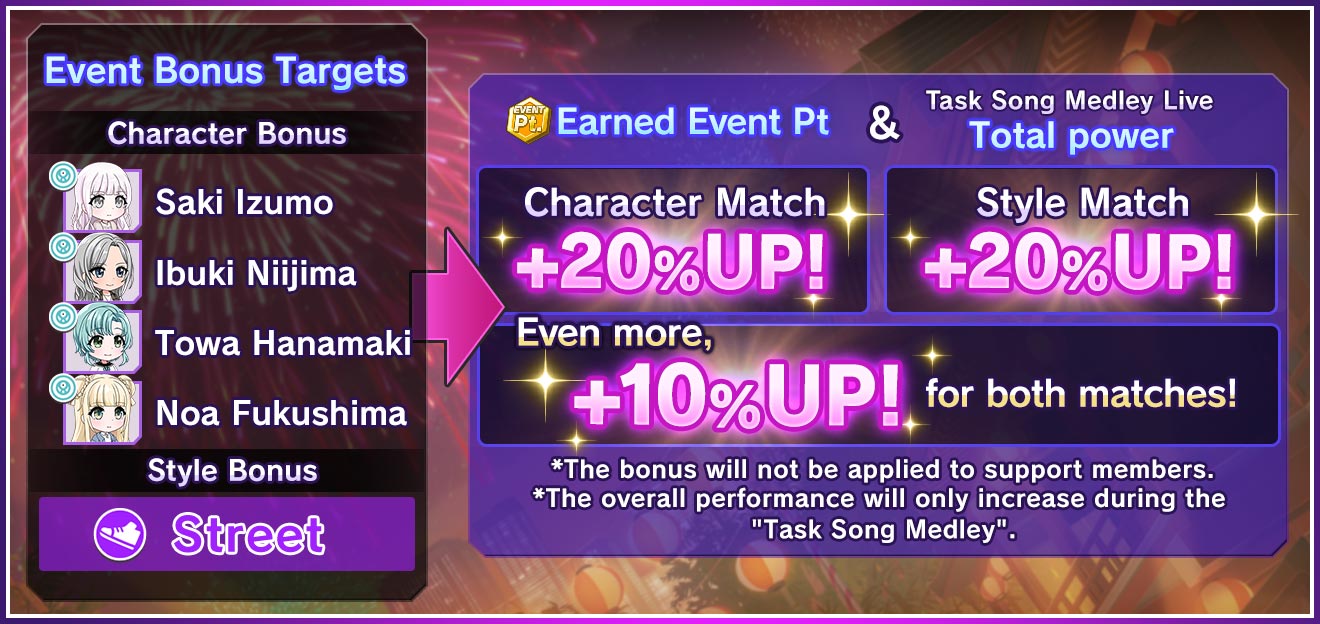 Event Bonus Targets
Character Bonus
Saki Izumo
Ibuki Niijima
Towa Hanamaki
Noa Fukushima
Style Bonus
Street
EVENT
Pt.
Earned Event Pt
&
Task Song Medley Live
Total power
Character Match
+20%UP!
Style Match
+20%UP!
Even more,
+10%UP! for both matches!
*The bonus will not be applied to support members.
*The overall performance will only increase during the
"Task Song Medley".